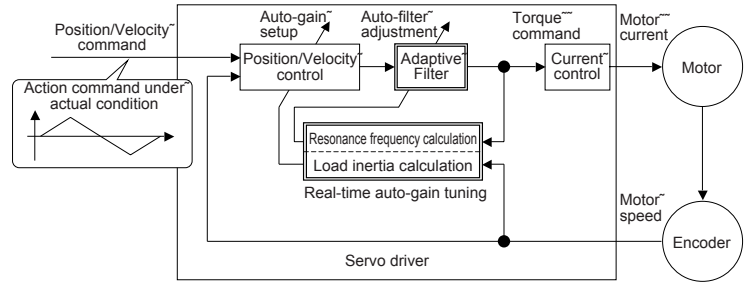 Position/Velocity˜
command
Auto-gain˜
setup
Auto-filter˜
adjustment
Torque˜˜
command
Motor˜˜
current
Position/Velocity˜
control
Adaptive˜
Filter
Current˜
control
Motor
Action command under˜
actual condition
Resonance frequency calculation
Load inertia calculation
Real-time auto-gain tuning
Motor˜
speed
Encoder
Servo driver